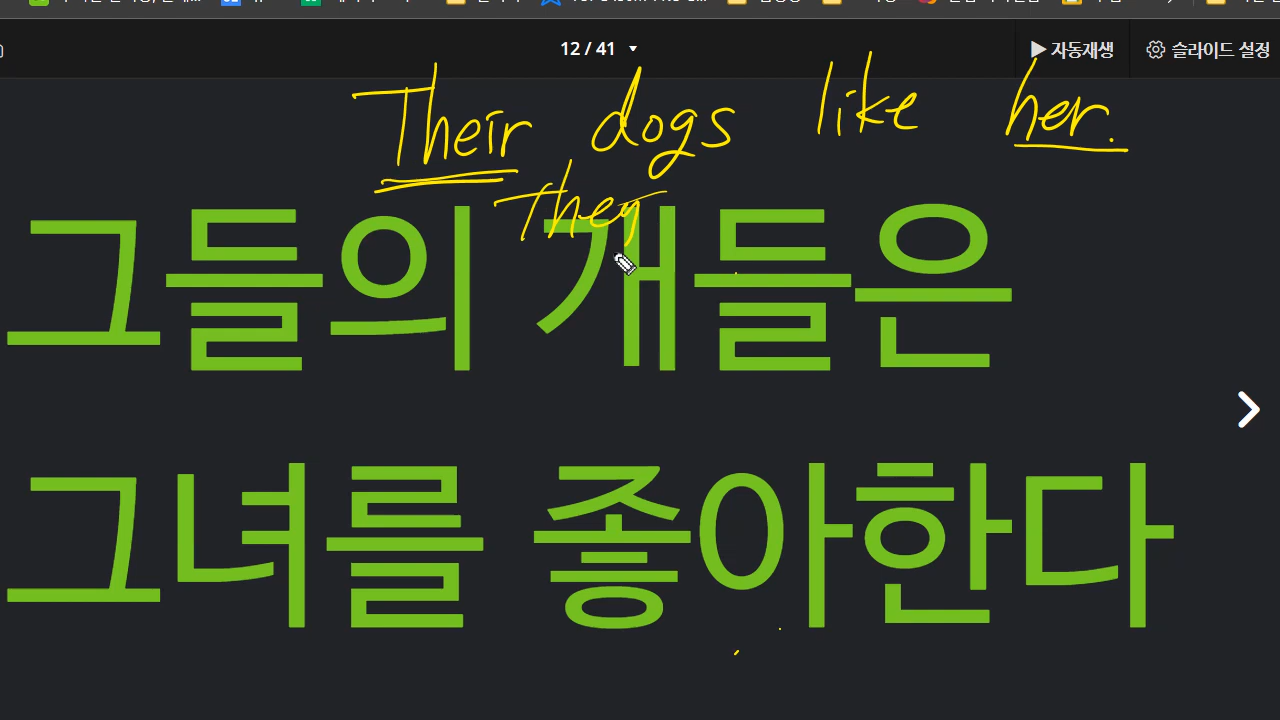 12 / 41
자동재생
슬라이드 설정
Their dogs like her.
they
그들의 개들은
그녀를 좋아한다